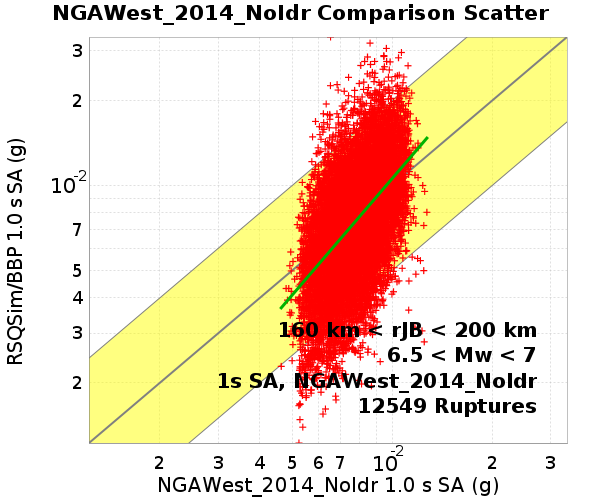 NGAWest_2014_NoIdr Comparison Scatter
RSQSim/BBP 1.0 s SA (g)
3
2
10-2
7
5
4
3
2
160 km < rJB < 200 km
6.5 < Mw < 7
1s SA, NGAWest_2014_NoIdr
12549 Ruptures
2 3 4 5 6 7 10-2 2 3
NGAWest_2014_NoIdr 1.0 s SA (g)